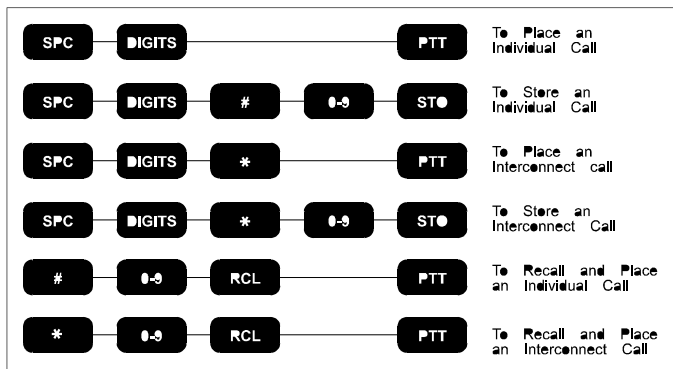 SPC DIGITS PTT To Place an
Individual Call
SPC DIGITS # 0-9 STO To Store an
Individual Call
SPC DIGITS * PTT To Place an
Interconnect call
SPC DIGITS * 0-9 STO To Store an
Interconnect Call
# 0-9 RCL PTT To Recall and Place
an Individual Call
* 0-9 RCL PTT To Recall and Place
an Interconnect Call